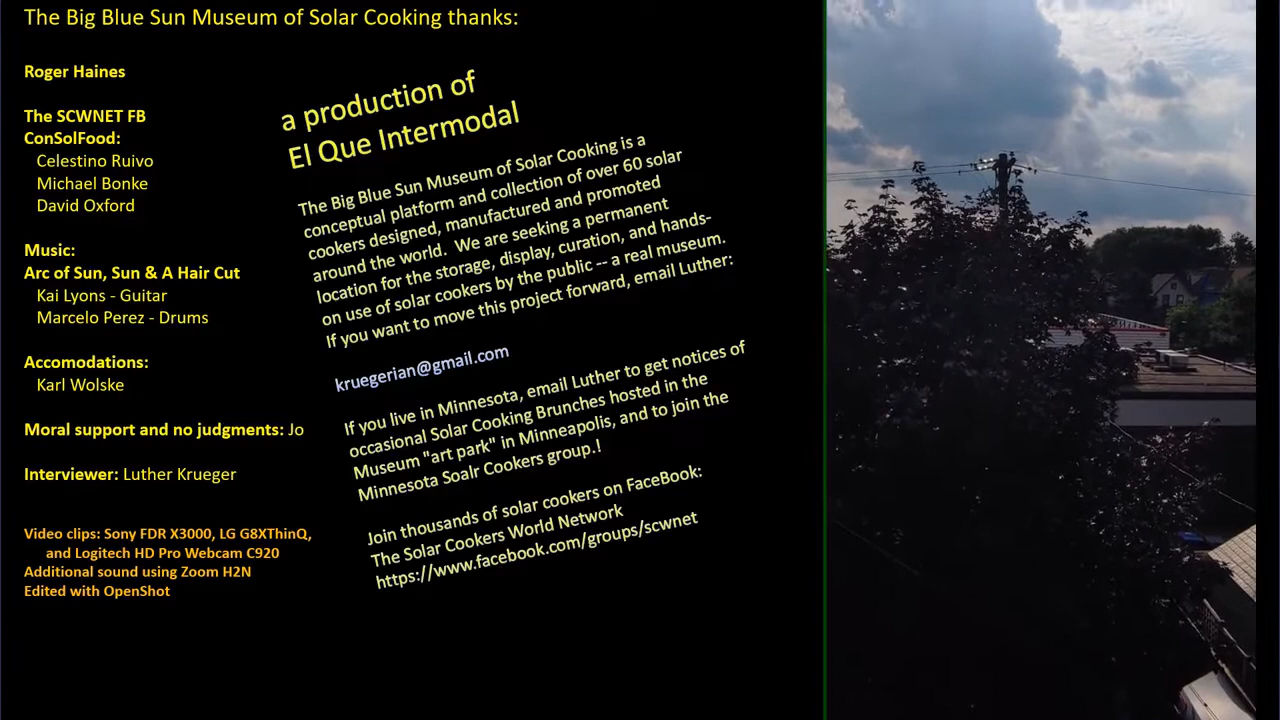 The Big Blue Sun Museum of Solar Cooking thanks:
Roger Haines
The SCWNET FB
ConSolFood:
Celestino Ruivo
Michael Bonke
David Oxford
Music:
Arc of Sun, Sun & A Hair Cut
Kai Lyons - Guitar
Marcelo Perez - Drums
Accomodations:
Karl Wolske
Moral support and no judgments: Jo
Interviewer: Luther Krueger
Video clips: Sony FDR X3000, LG G8XThinQ,
and Logitech HD Pro Webcam C920
Additional sound using Zoom H2N
Edited with OpenShot
a production of
El Que Intermodal
The Big Blue Sun Museum of Solar Cooking is a
conceptual platform and collection of over 60 solar
cookers designed, manufactured and promoted
around the world. We are seeking a permanent
location for the storage, display, curation, and hands-
on use of solar cookers by the public -- a real museum.
If you want to move this project forward, email Luther:
kruegerian@gmail.com
If you live in Minnesota, email Luther to get notices of
occasional Solar Cooking Brunches hosted in the
Museum "art park" in Minneapolis, and to join the
Minnesota Soalr Cookers group.!
Join thousands of solar cookers on FaceBook:
The Solar Cookers World Network
https://www.facebook.com/groups/scwnet